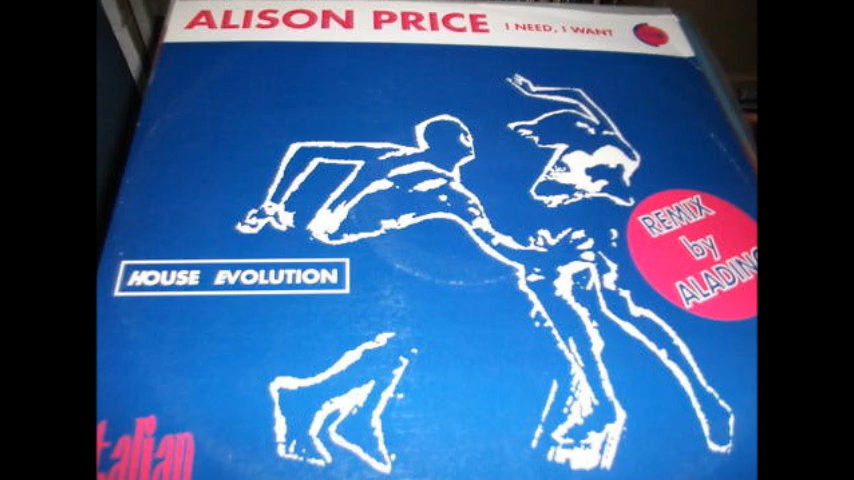 ALISON PRICE I NEED, I WANT
REMIX
by
ALADINO
HOUSE EVOLUTION
talian